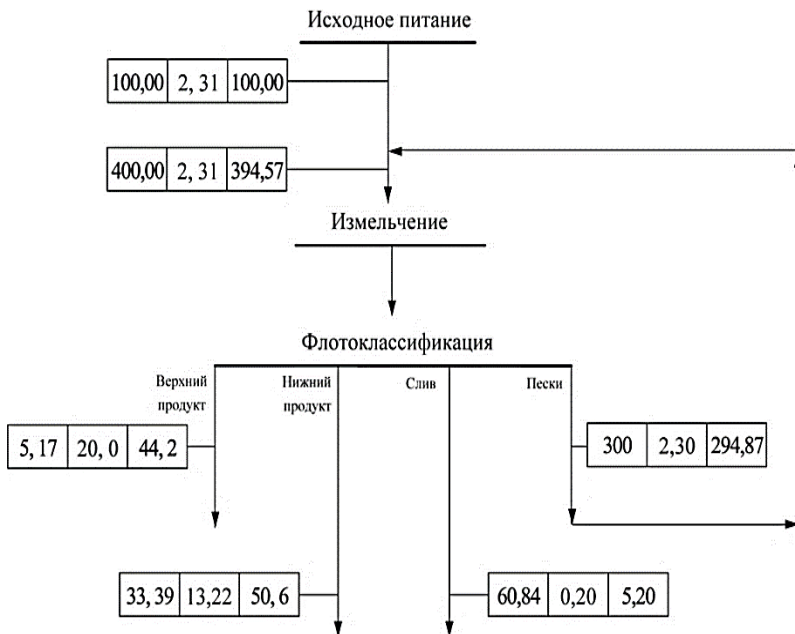 Исходное питание
100,00 2, 31 100,00
400,00 2, 31 394,57
Измельчение
Флотоклассификация
Верхний
продукт
Нижний
продукт
Слив
Пески
5, 17 20, 0 44, 2
300 2,30 294,87
33, 39 13,22 50, 6
60,84 0,20 5,20